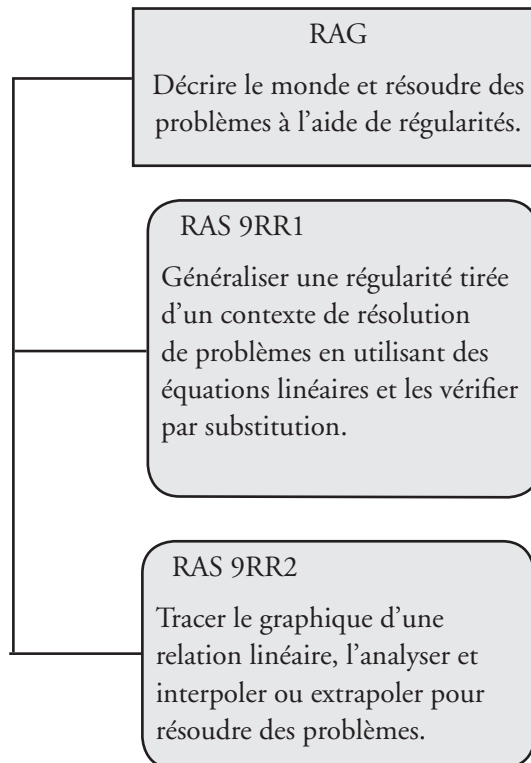 RAG
Décrire le monde et résoudre des
problèmes à l’aide de régularités.
RAS 9RR1
Généraliser une régularité tirée
d’un contexte de résolution
de problèmes en utilisant des
équations linéaires et les vérifier
par substitution.
RAS 9RR2
Tracer le graphique d’une
relation linéaire, l’analyser et
interpoler ou extrapoler pour
résoudre des problèmes.